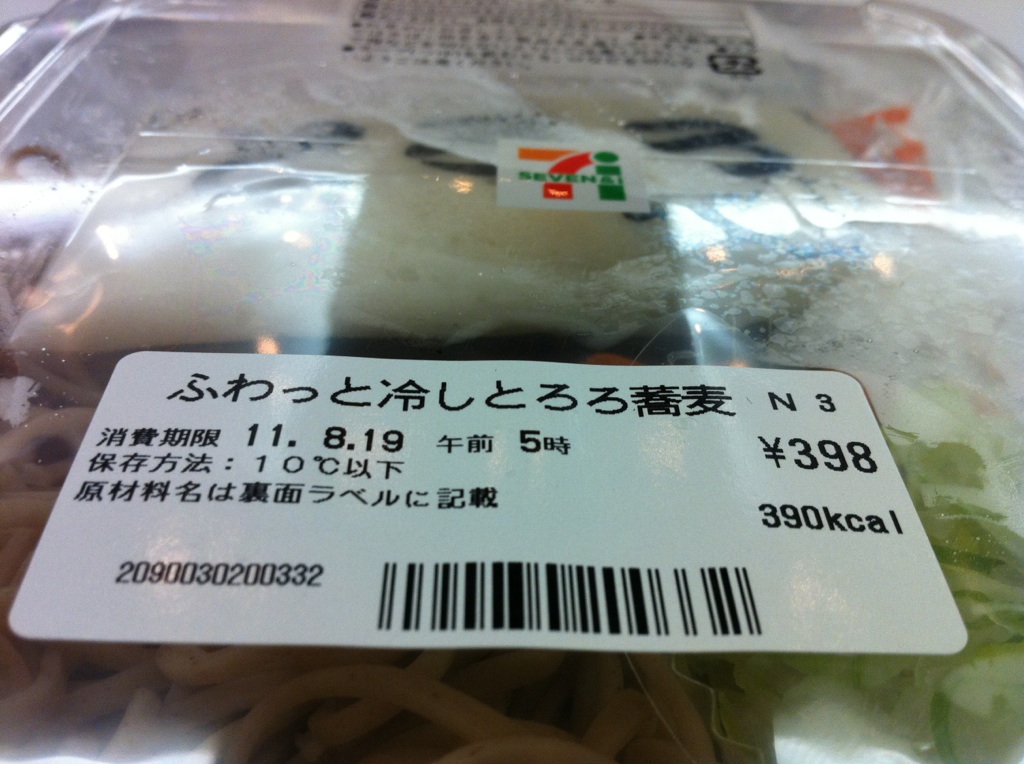 SEVEN&i
ふわっと冷しとろろ蕎麦 N 3
消費期限 11. 8.19 午前 5時
¥398
保存方法：10℃以下
原材料名は裏面ラベルに記載
390kcal
2090030200332